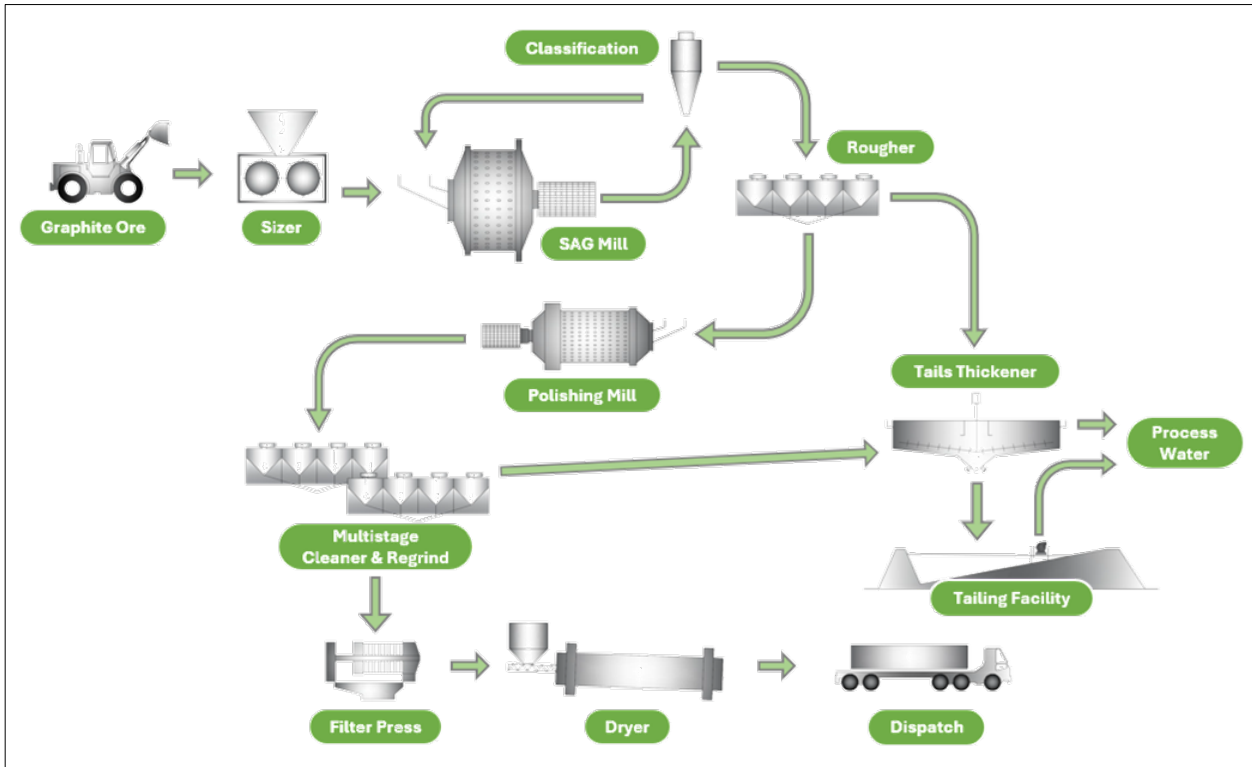 Classification
Rougher
Graphite Ore
Sizer
SAG Mill
Polishing Mill
Tails Thickener
Process
Water
Multistage
Cleaner & Regrind
Tailing Facility
Filter Press
Dryer
Dispatch